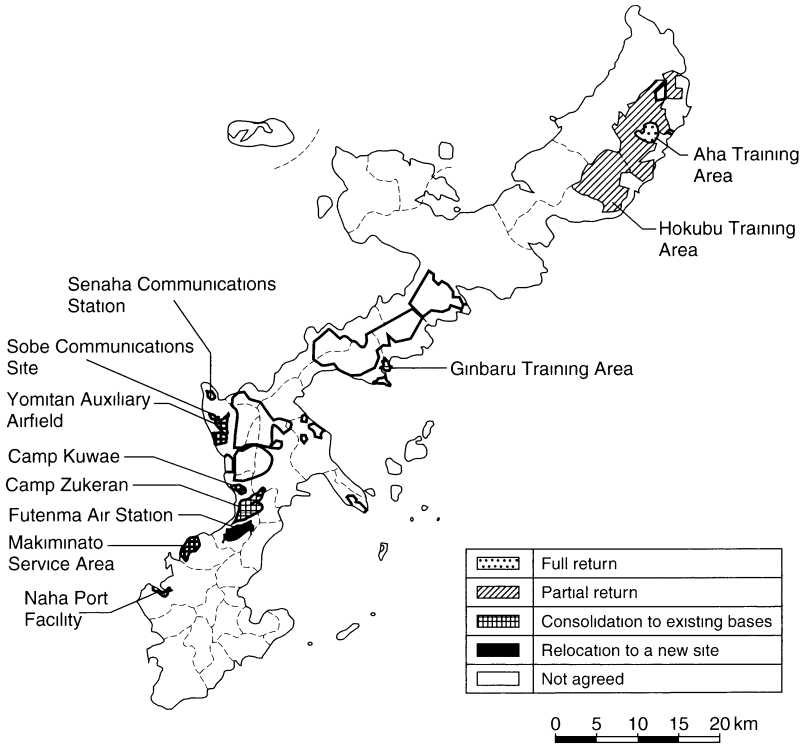 Aha Training
Area
Hokubu Training
Area
Senaha Communications
Station
Sobe Communications
Site
Ginbaru Training Area
Yomitan Auxiliary
Airfield
Camp Kuwae
Camp Zukeran
Futenma Air Station
Makiminato
Service Area
Naha Port
Facility
Full return
Partial return
Consolidation to existing bases
Relocation to a new site
Not agreed
0 5 10 15 20 km